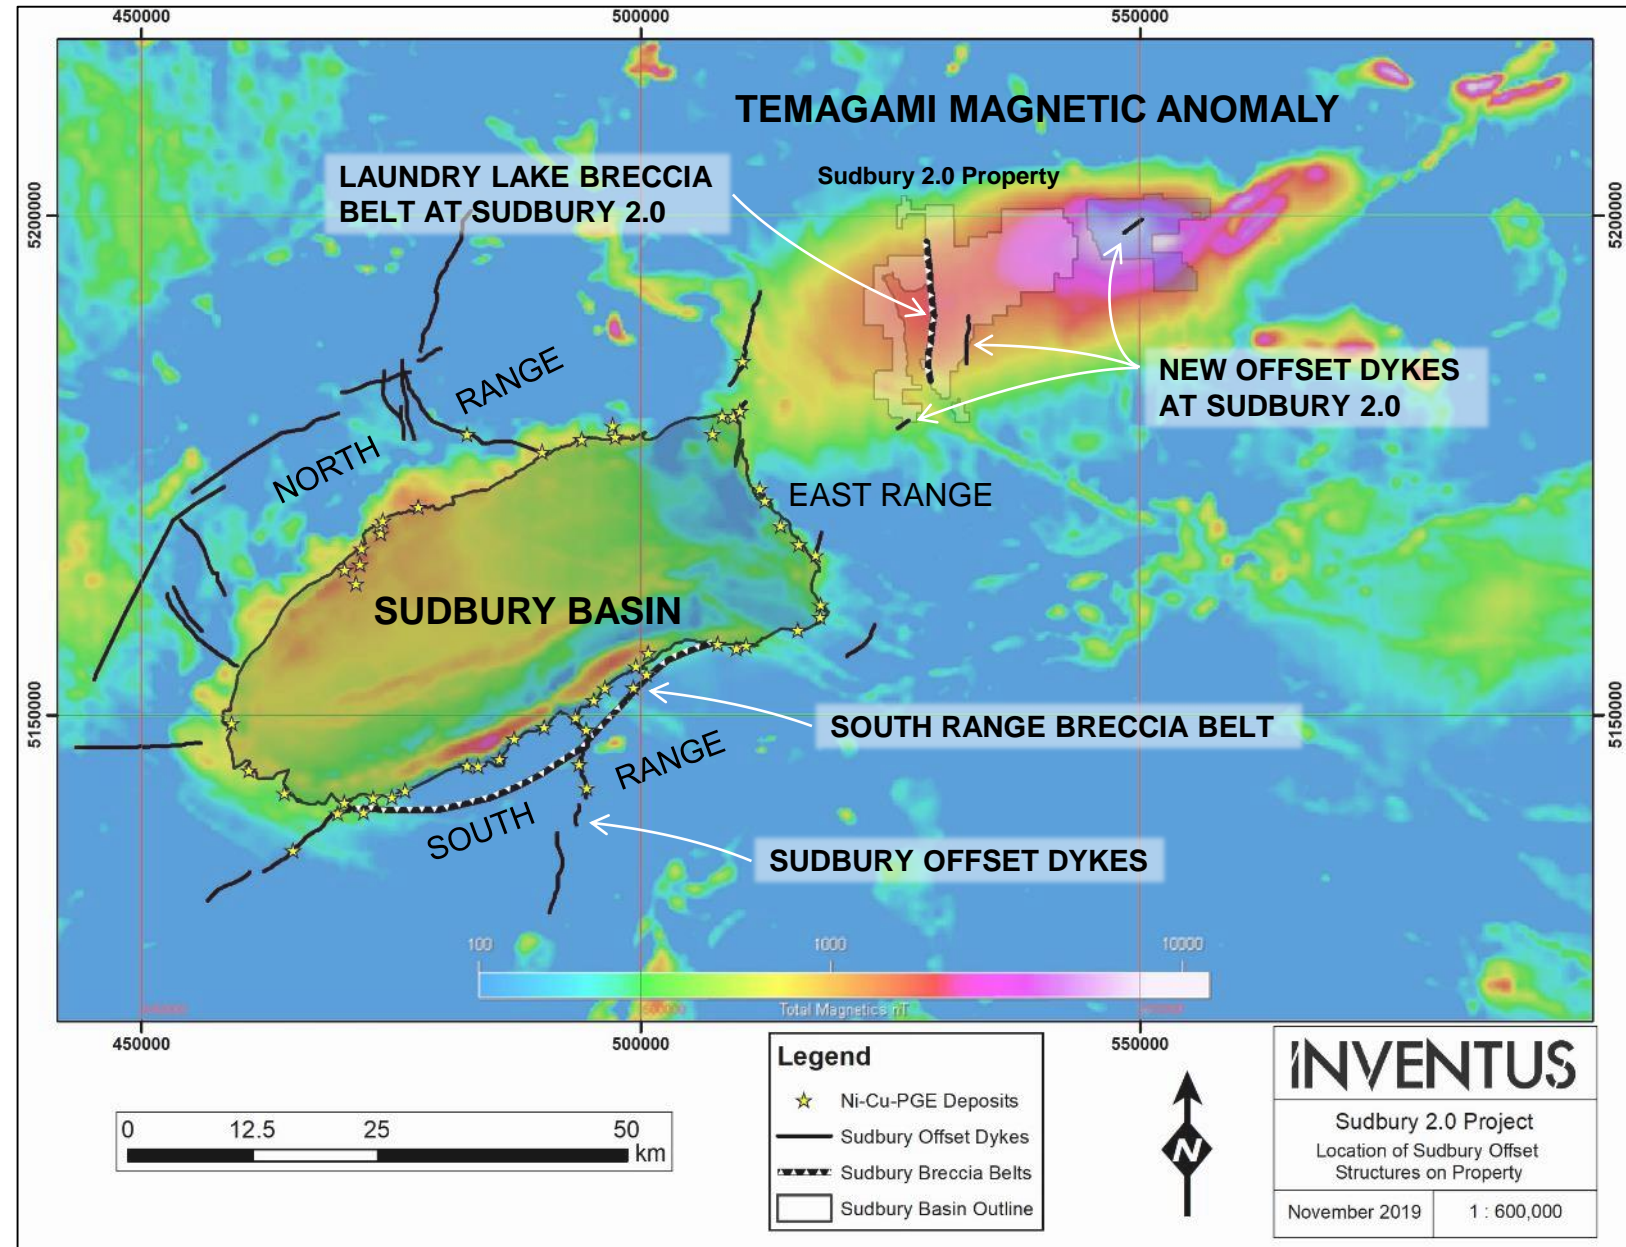 450000
500000
550000
TEMAGAMI MAGNETIC ANOMALY
LAUNDRY LAKE BRECCIA
BELT AT SUDBURY 2.0
Sudbury 2.0 Property
5200000
5200000
NEW OFFSET DYKES
AT SUDBURY 2.0
NORTH
RANGE
EAST RANGE
SUDBURY BASIN
5150000
5150000
SOUTH RANGE BRECCIA BELT
SOUTH
RANGE
SUDBURY OFFSET DYKES
100
1000
10000
Total Magnetics nT
450000
500000
550000
450000
500000
550000
0
12.5
25
50
km
Legend
Ni-Cu-PGE Deposits
Sudbury Offset Dykes
Sudbury Breccia Belts
Sudbury Basin Outline
N
INVENTUS
Sudbury 2.0 Project
Location of Sudbury Offset
Structures on Property
November 2019
1 : 600,000